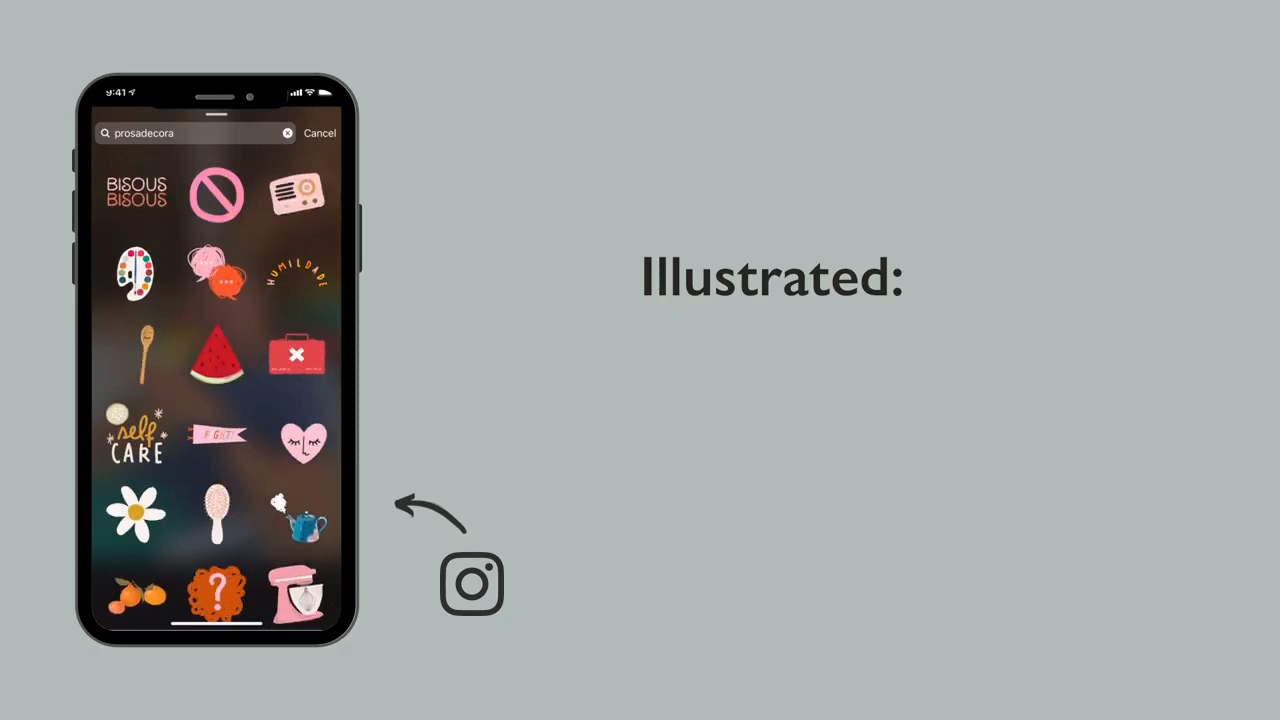 9:41
prosadecora
Cancel
BISOUS
BISOUS
HUMILDADE
self
CARE
FIGHT!
?
Illustrated: